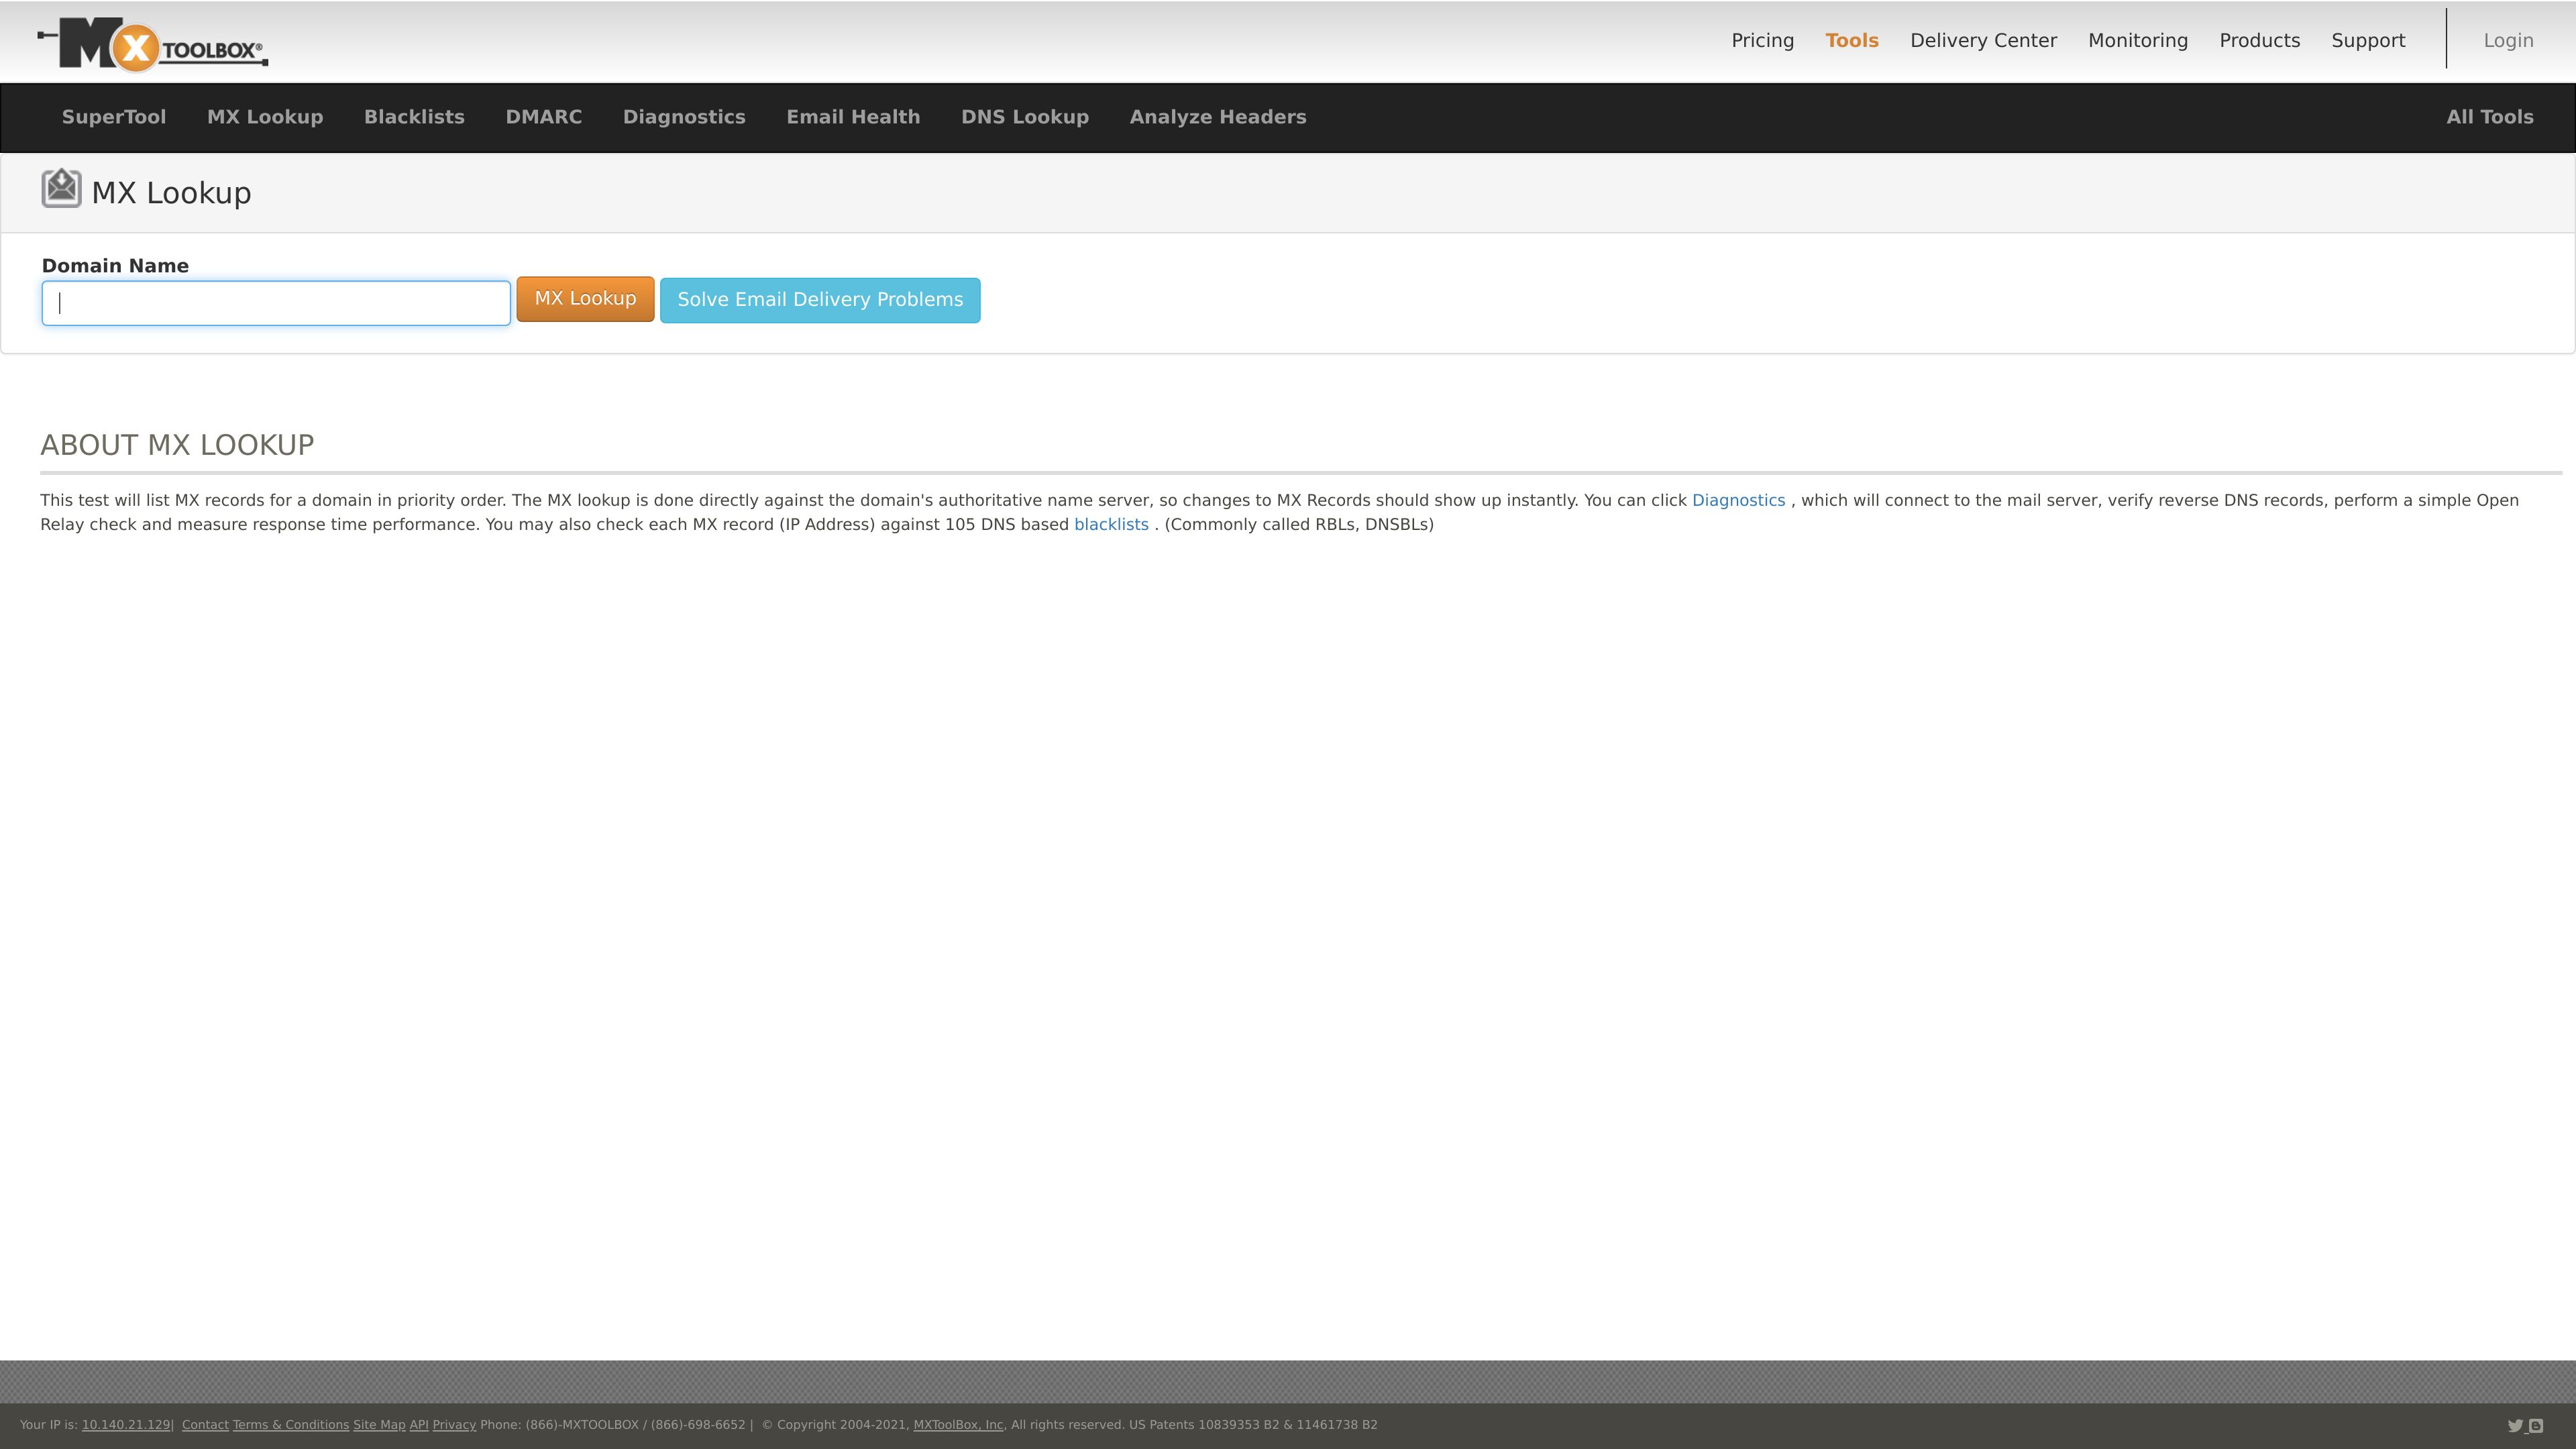 MX TOOLBOX®
Pricing Tools Delivery Center Monitoring Products Support Login
SuperTool MX Lookup Blacklists DMARC Diagnostics Email Health DNS Lookup Analyze Headers All Tools
MX Lookup
Domain Name
MX Lookup Solve Email Delivery Problems
ABOUT MX LOOKUP
This test will list MX records for a domain in priority order. The MX lookup is done directly against the domain's authoritative name server, so changes to MX Records should show up instantly. You can click Diagnostics , which will connect to the mail server, verify reverse DNS records, perform a simple Open
Relay check and measure response time performance. You may also check each MX record (IP Address) against 105 DNS based blacklists . (Commonly called RBLs, DNSBLs)
Your IP is: 10.140.21.129| Contact Terms & Conditions Site Map API Privacy Phone: (866)-MXTOOLBOX / (866)-698-6652 | © Copyright 2004-2021, MXToolBox, Inc, All rights reserved. US Patents 10839353 B2 & 11461738 B2